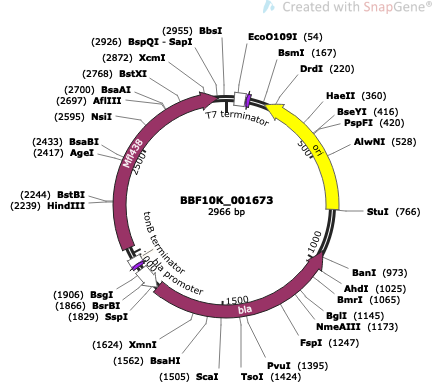 Created with SnapGene®
(2955) BbsI
(2926) BspQI - SapI
(2872) XcmI
(2768) BstXI
(2700) BsaAI
(2697) AflIII
(2595) NsiI
(2433) BsaBI
(2417) AgeI
(2244) BstBI
(2239) HindIII
(1906) BsgI
(1866) BsrBI
(1829) SspI
(1624) XmnI
(1562) BsaHI
(1505) ScaI
EcoO109I (54)
BsmI (167)
DrdI (220)
HaeII (360)
BseYI (416)
PspFI (420)
AlwNI (528)
StuI (766)
BanI (973)
AhdI (1025)
BmrI (1065)
BglI (1145)
NmeAIII (1173)
FspI (1247)
PvuI (1395)
TsoI (1424)
T7 terminator
ori
500
1000
1500
bla
bla promoter
tonB terminator
Mfl438
2500
BBF10K_001673
2966 bp